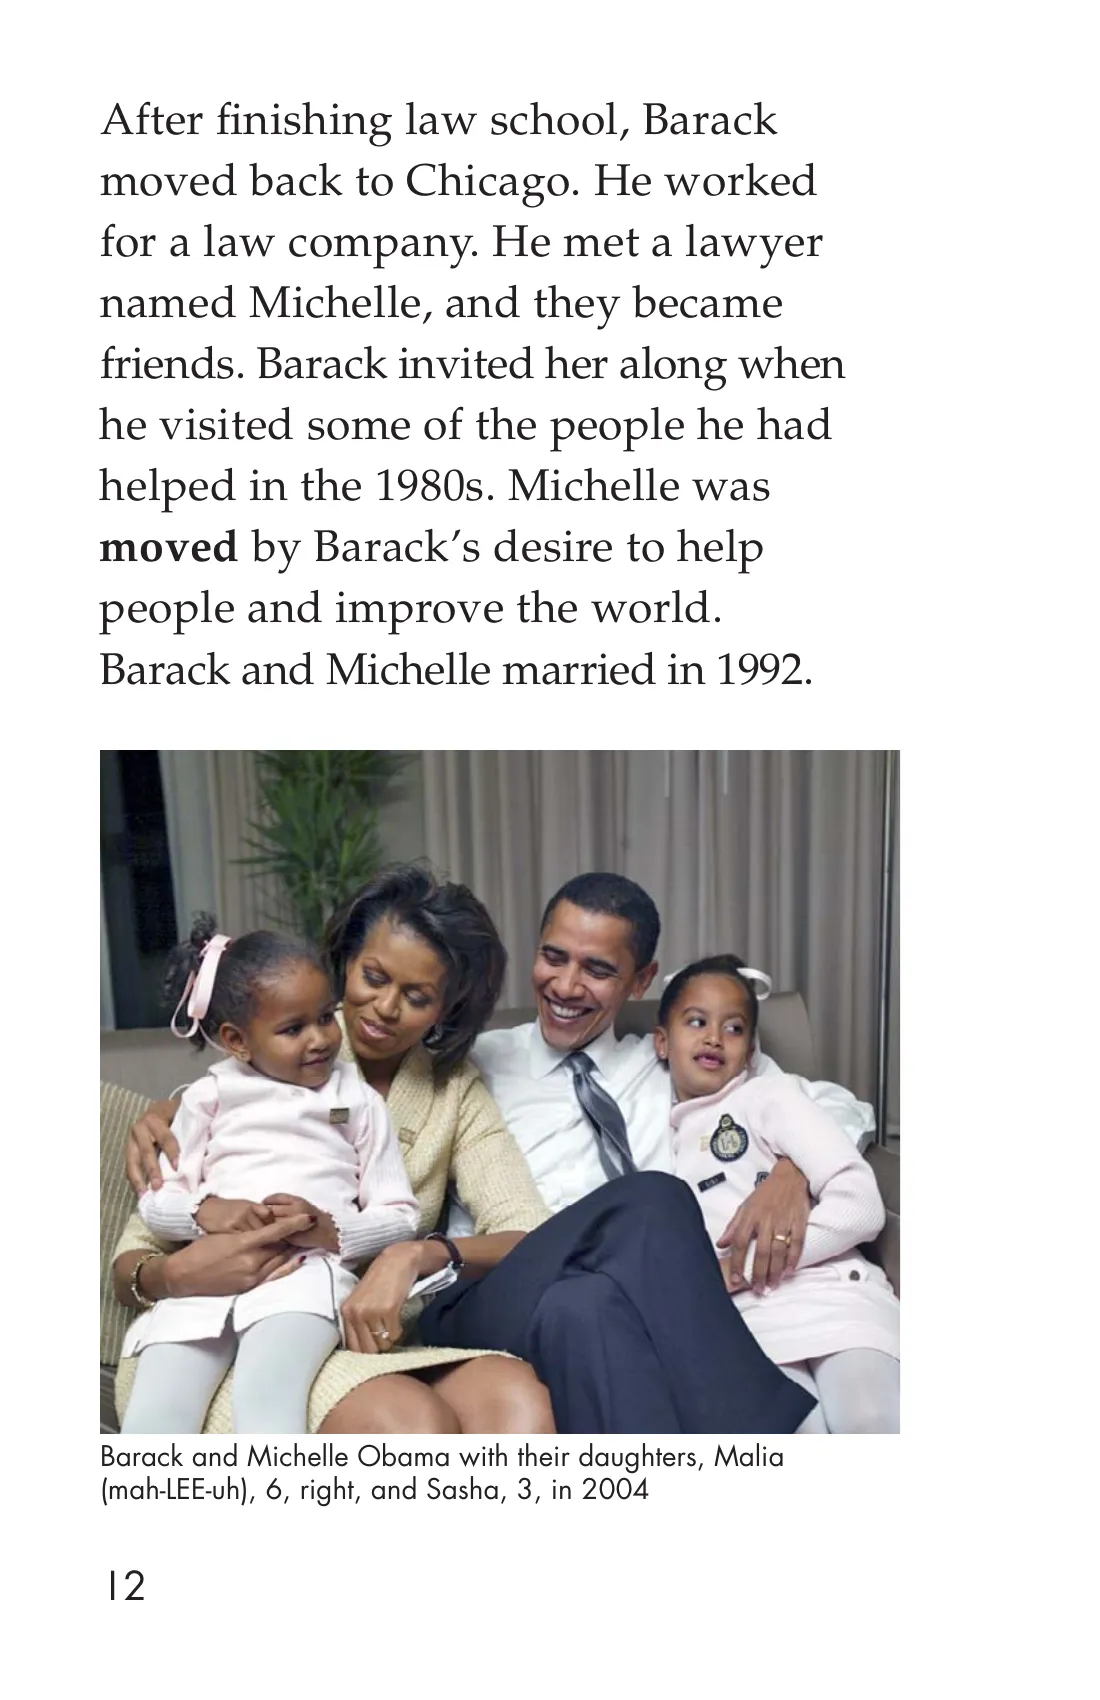 After finishing law school, Barack
moved back to Chicago. He worked
for a law company. He met a lawyer
named Michelle, and they became
friends. Barack invited her along when
he visited some of the people he had
helped in the 1980s. Michelle was
moved by Barack’s desire to help
people and improve the world.
Barack and Michelle married in 1992.
Barack and Michelle Obama with their daughters, Malia
(mah-LEE-uh), 6, right, and Sasha, 3, in 2004
12